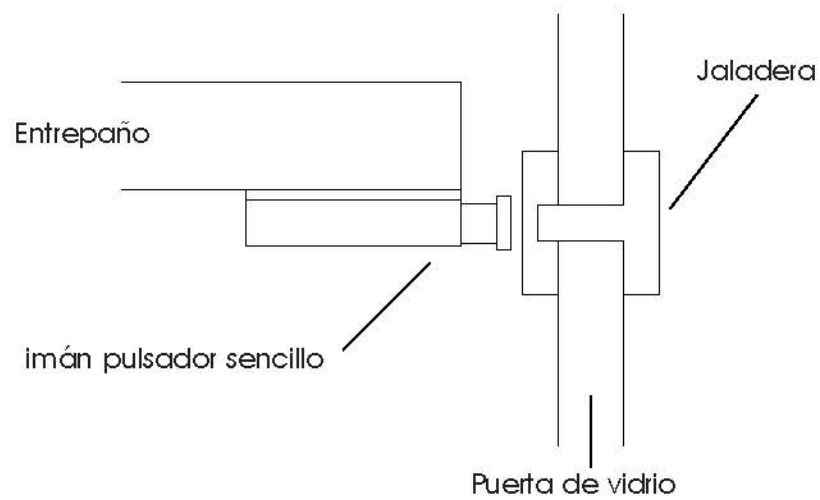 Jaladera
Entrepaño
imán pulsador sencillo
Puerta de vidrio